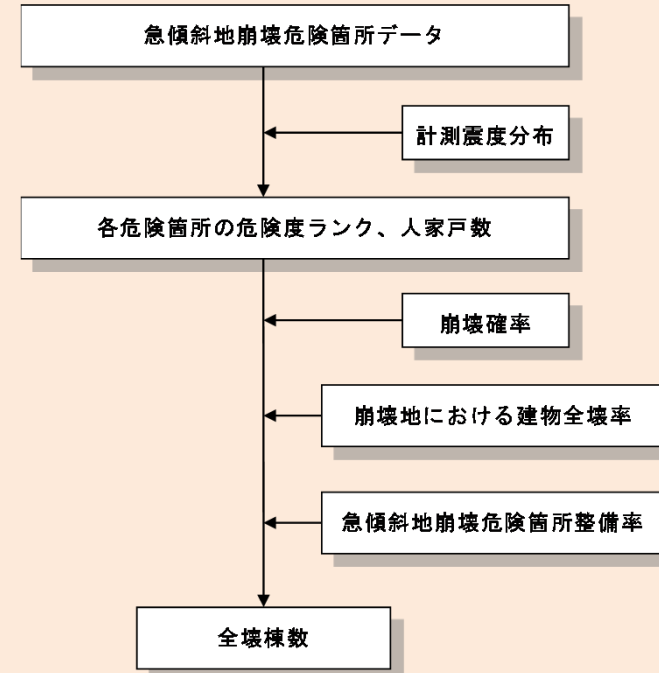 急傾斜地崩壊危険箇所データ
計測震度分布
各危険箇所の危険度ランク、人家戸数
崩壊確率
崩壊地における建物全壊率
急傾斜地崩壊危険箇所整備率
全壊棟数